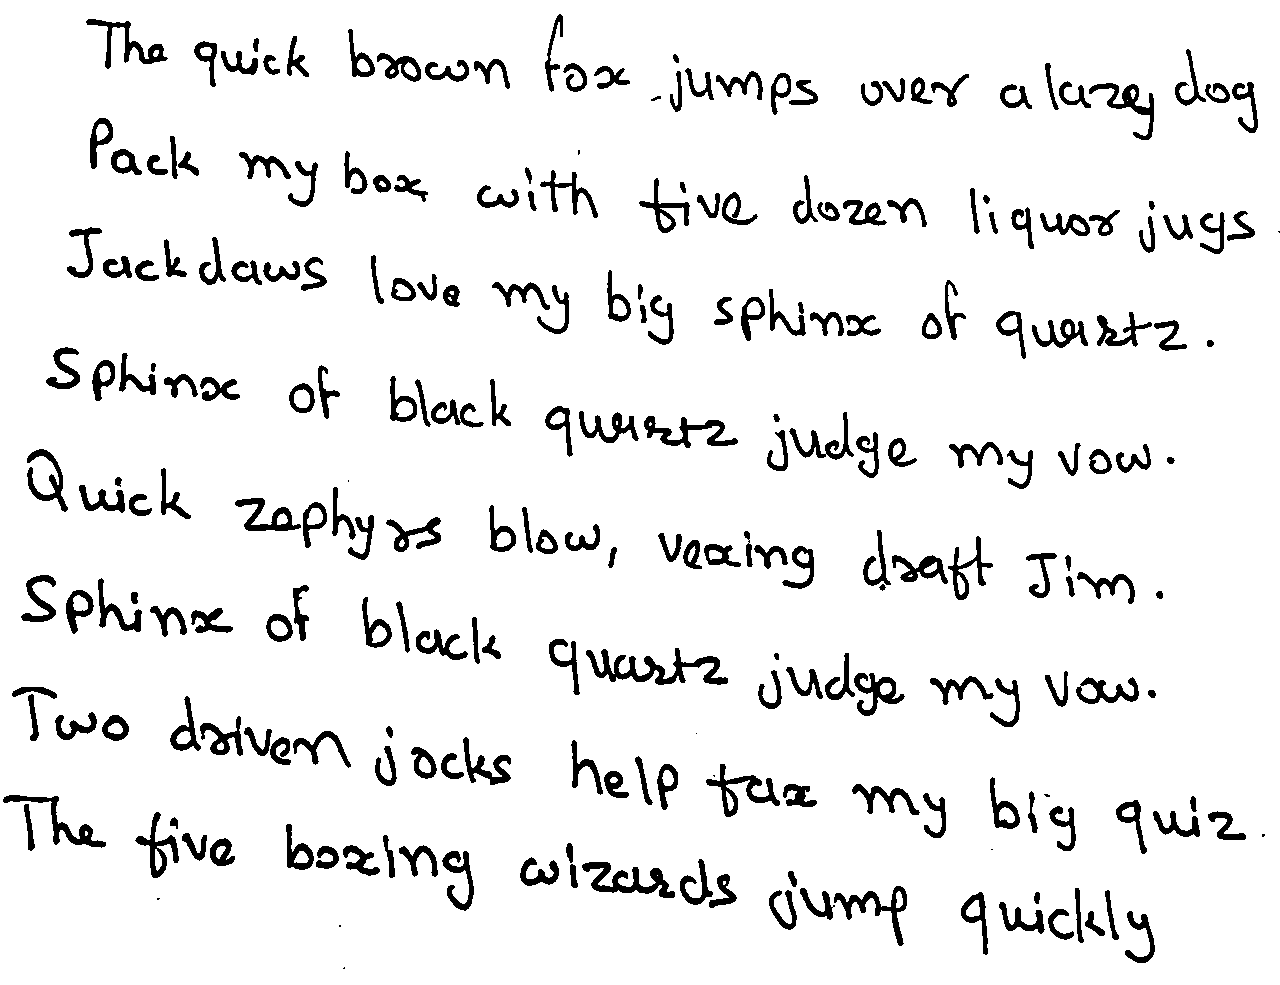 The quick brown fox jumps over a lazy dog
Pack my box with five dozen liquor jugs
Jackdaws love my big sphinx of quartz.
Sphinx of black quartz judge my vow.
Quick zephyrs blow, vexing draft Jim.
Sphinx of black quartz judge my vow.
Two driven jocks help fax my big quiz
The five boxing wizards jump quickly